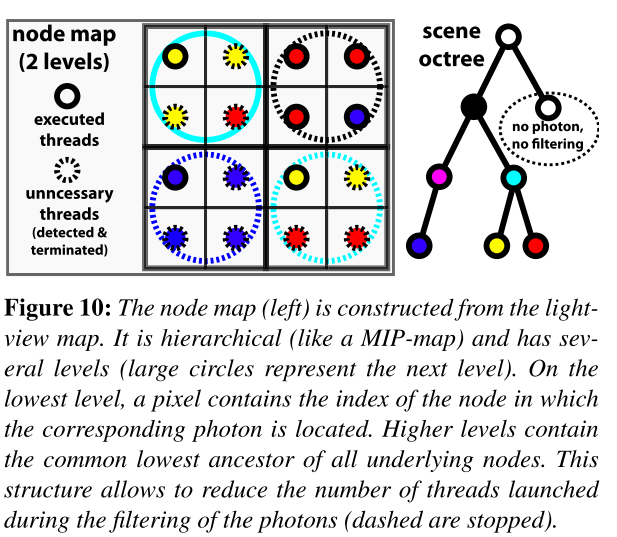 node map
(2 levels)
executed
threads
unncessary
threads
(detected &
terminated)
scene
octree
no photon,
no filtering
Figure 10: The node map (left) is constructed from the light-
view map. It is hierarchical (like a MIP-map) and has sev-
eral levels (large circles represent the next level). On the
lowest level, a pixel contains the index of the node in which
the corresponding photon is located. Higher levels contain
the common lowest ancestor of all underlying nodes. This
structure allows to reduce the number of threads launched
during the filtering of the photons (dashed are stopped).